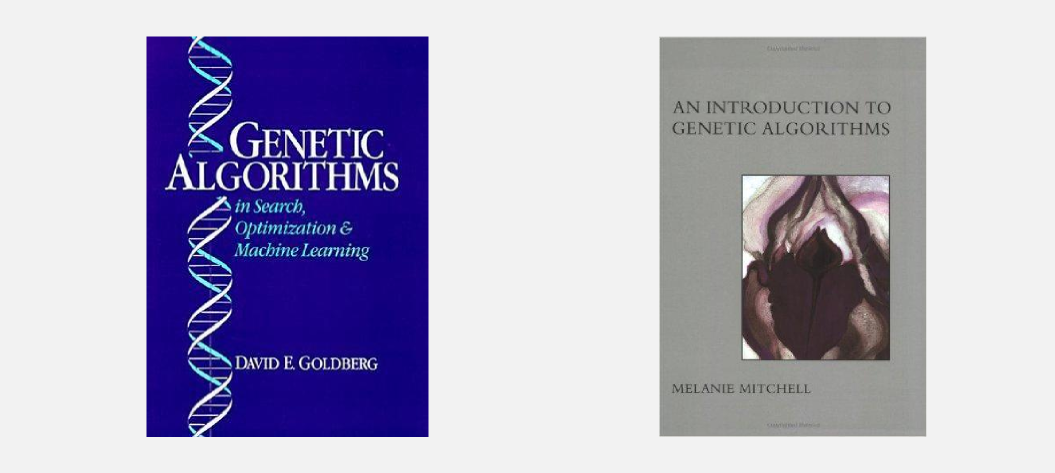 GENETIC
ALGORITHMS
in Search,
Optimization &
Machine Learning
DAVID E. GOLDBERG
AN INTRODUCTION TO
GENETIC ALGORITHMS
MELANIE MITCHELL